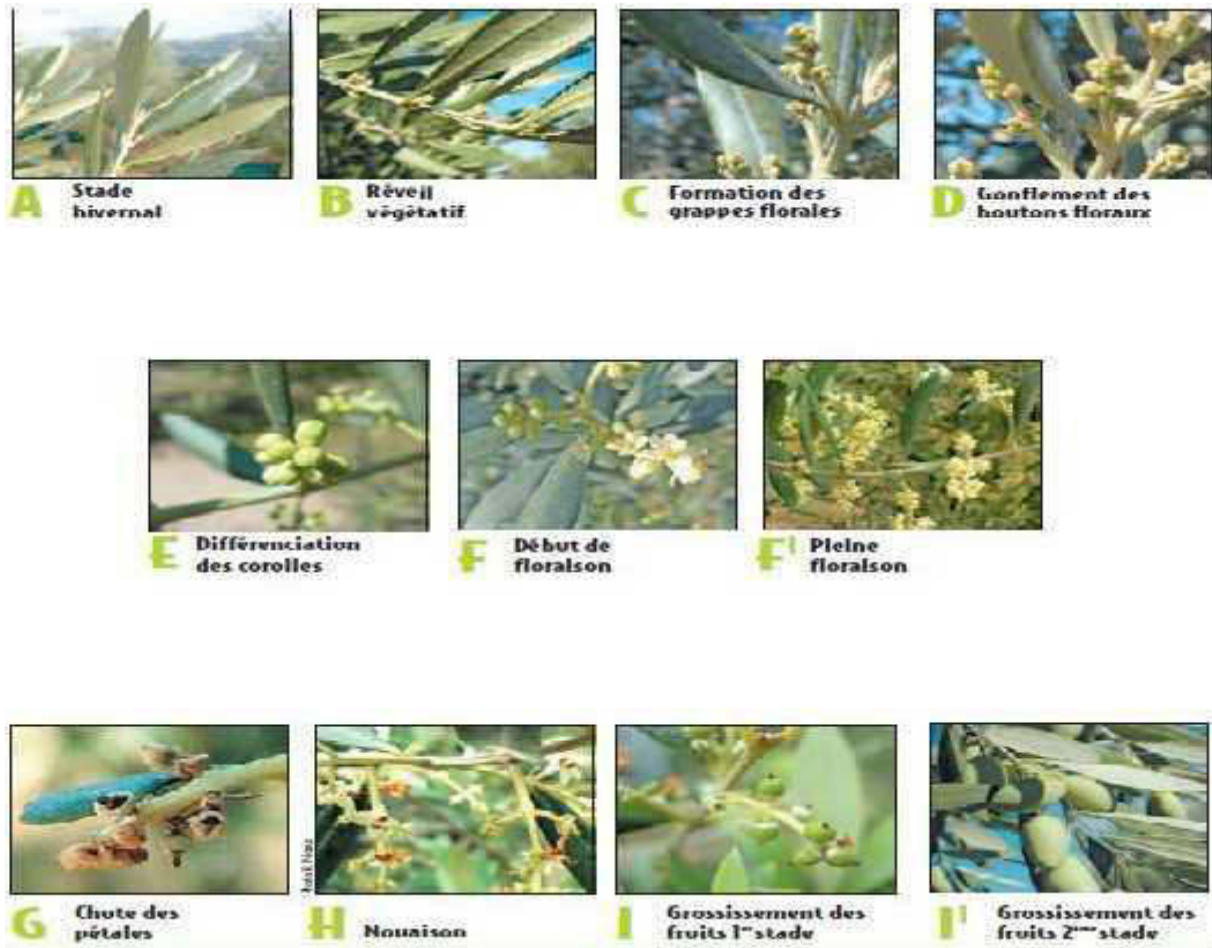 A Stade
hivernal
B Réveil
végétatif
C Formation des
grappes florales
D Gonflement des
boutons floraux
E Différenciation
des corolles
F Début de
floraison
F¹ Pleine
floraison
G Chute des
pétales
H Nouaison
I Grossissement des
fruits 1er stade
I¹ Grossissement des
fruits 2ème stade